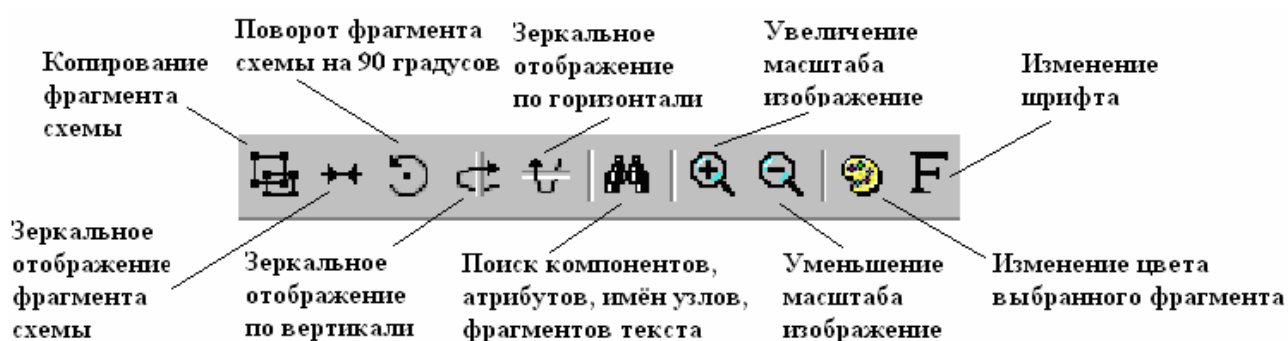 Копирование
фрагмента
схемы
Поворот фрагмента
схемы на 90 градусов
Зеркальное
отображение
по горизонтали
Увеличение
масштаба
изображение
Изменение
шрифта
F
Зеркальное
отображение
фрагмента
схемы
Зеркальное
отображение
по вертикали
Поиск компонентов,
атрибутов, имён узлов,
фрагментов текста
Уменьшение
масштаба
изображение
Изменение цвета
выбранного фрагмента